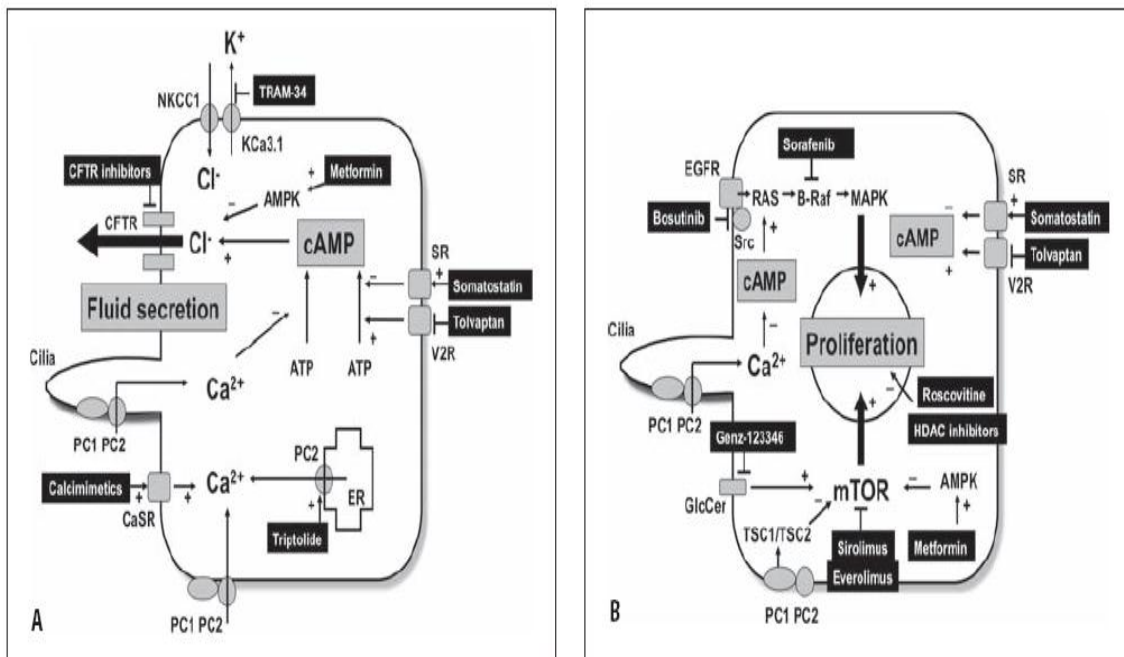 K+
NKCC1
TRAM-34
KCa3.1
CFTR inhibitors
Cl-
+
Metformin
AMPK
−
CFTR
Cl-
+
cAMP
SR
−
+
Somatostatin
Fluid secretion
Tolvaptan
+
V2R
−
Cilia
ATP
ATP
Ca2+
PC1 PC2
PC2
Calcimimetics
+
+
Ca2+
ER
CaSR
+
Triptolide
PC1 PC2
A
Sorafenib
EGFR
RAS
B-Raf
MAPK
SR
+
−
Bosutinib
Src
+
cAMP
Somatostatin
Tolvaptan
+
V2R
cAMP
+
−
Proliferation
Cilia
Ca2+
−
Roscovitine
PC1 PC2
+
HDAC inhibitors
Genz-123346
+
mTOR
−
AMPK
GlcCer
−
+
TSC1/TSC2
Sirolimus
Metformin
Everolimus
PC1 PC2
B